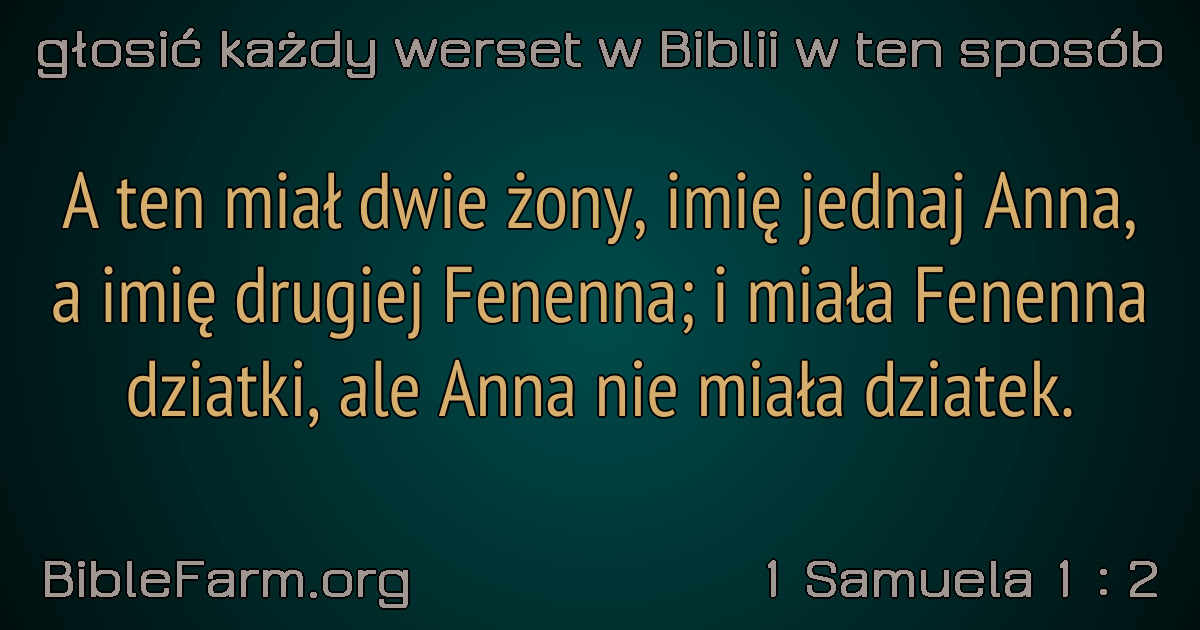 głosić każdy werset w Biblii w ten sposób
A ten miał dwie żony, imię jednaj Anna,
a imię drugiej Fenenna; i miała Fenenna
dziatki, ale Anna nie miała dziatek.
BibleFarm.org
1 Samuela 1 : 2